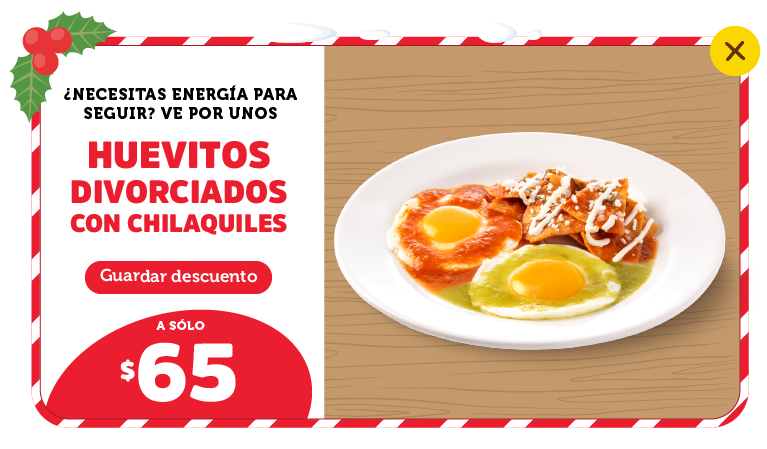 ¿NECESITAS ENERGÍA PARA
SEGUIR? VE POR UNOS
HUEVITOS
DIVORCIADOS
CON CHILAQUILES
Guardar descuento
A SÓLO
$65